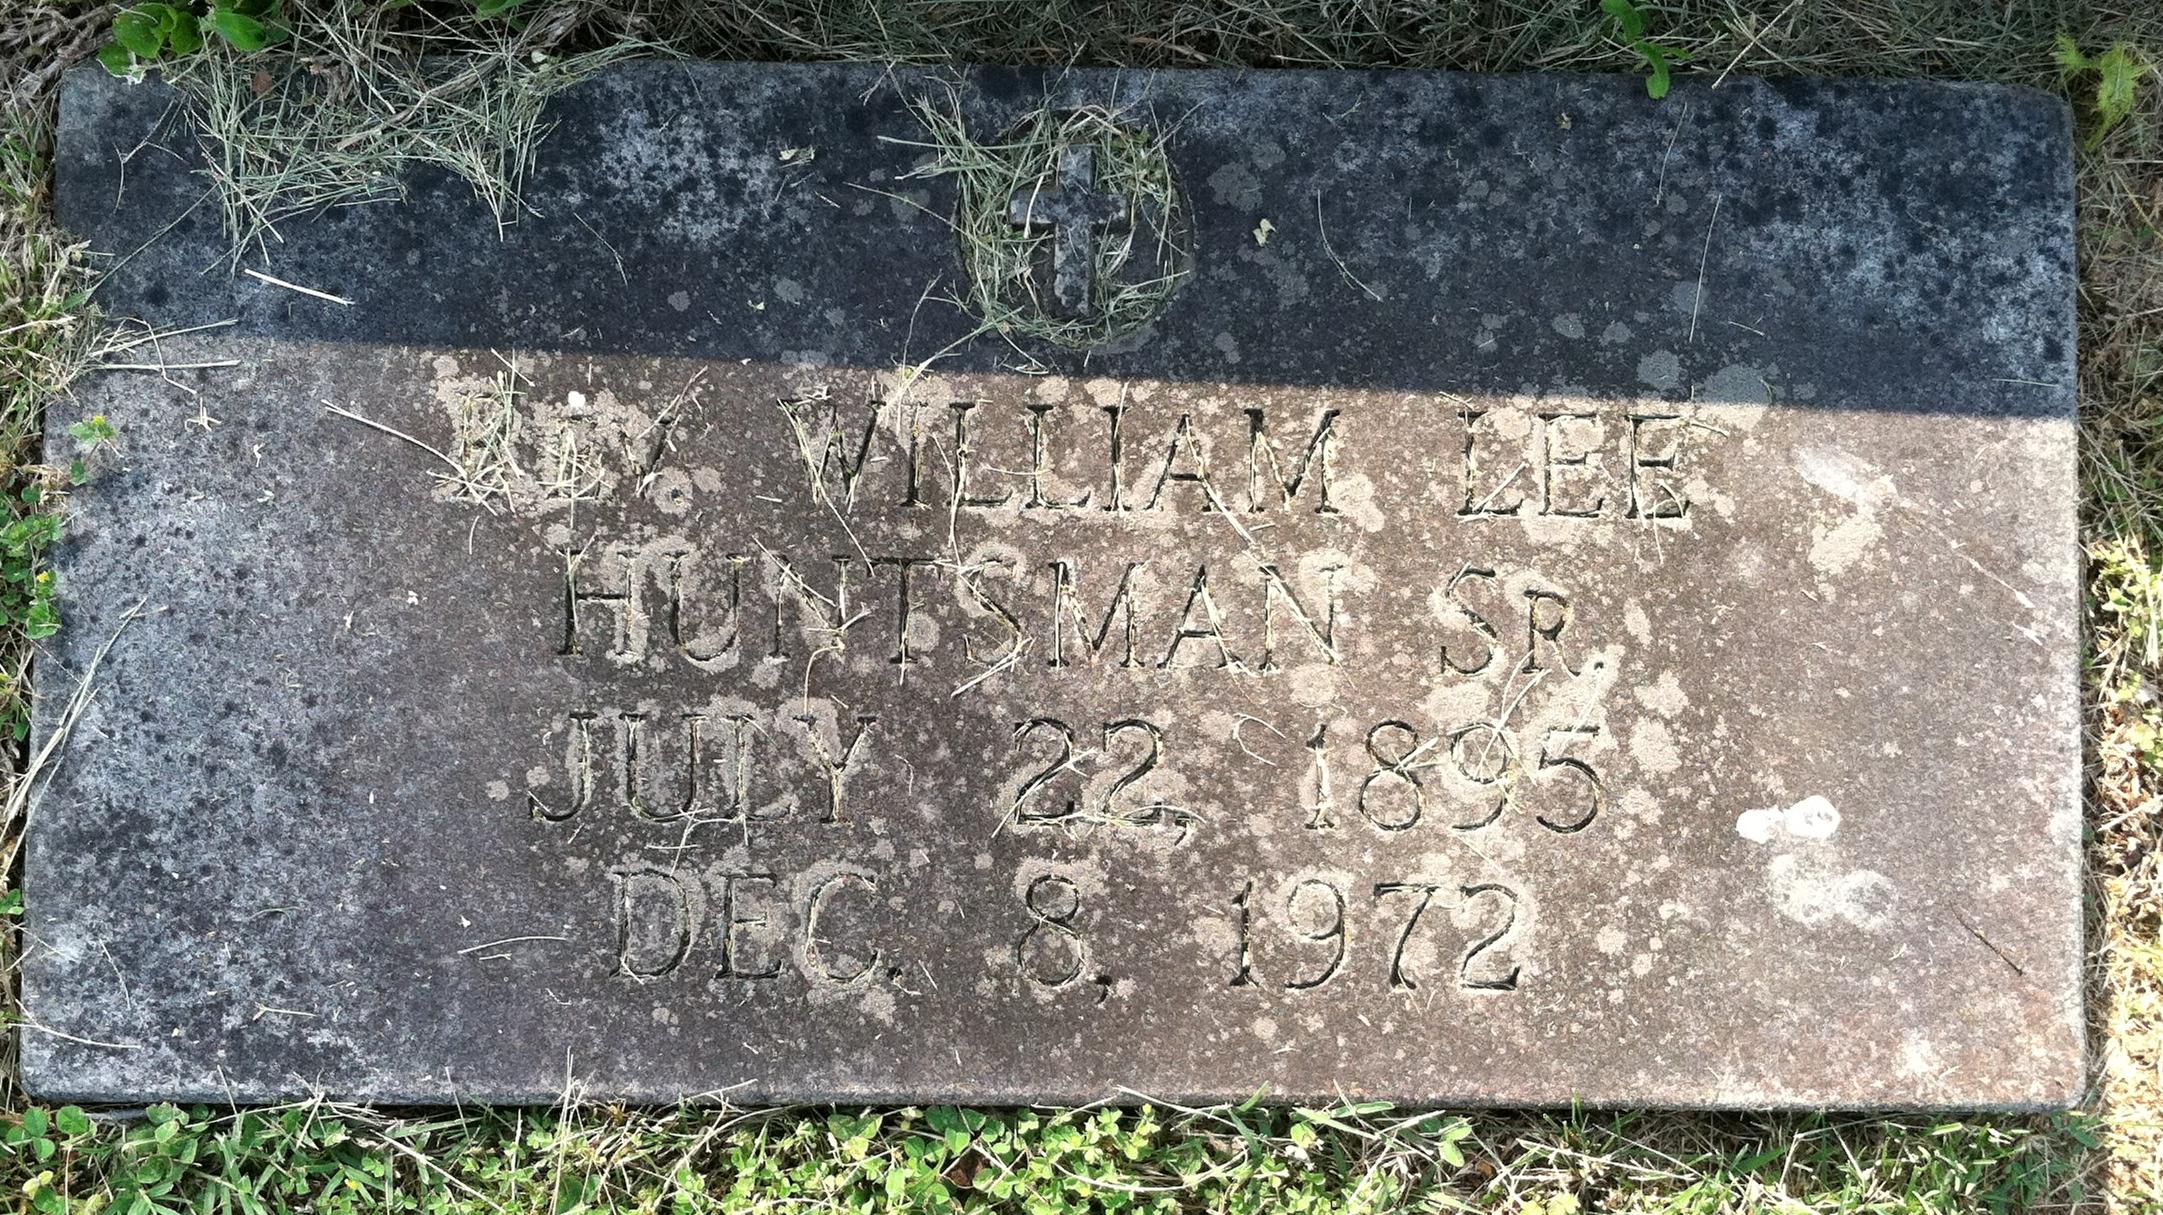 REV. WILLIAM LEE
HUNTSMAN SR.
JULY 22, 1895
DEC. 8, 1972